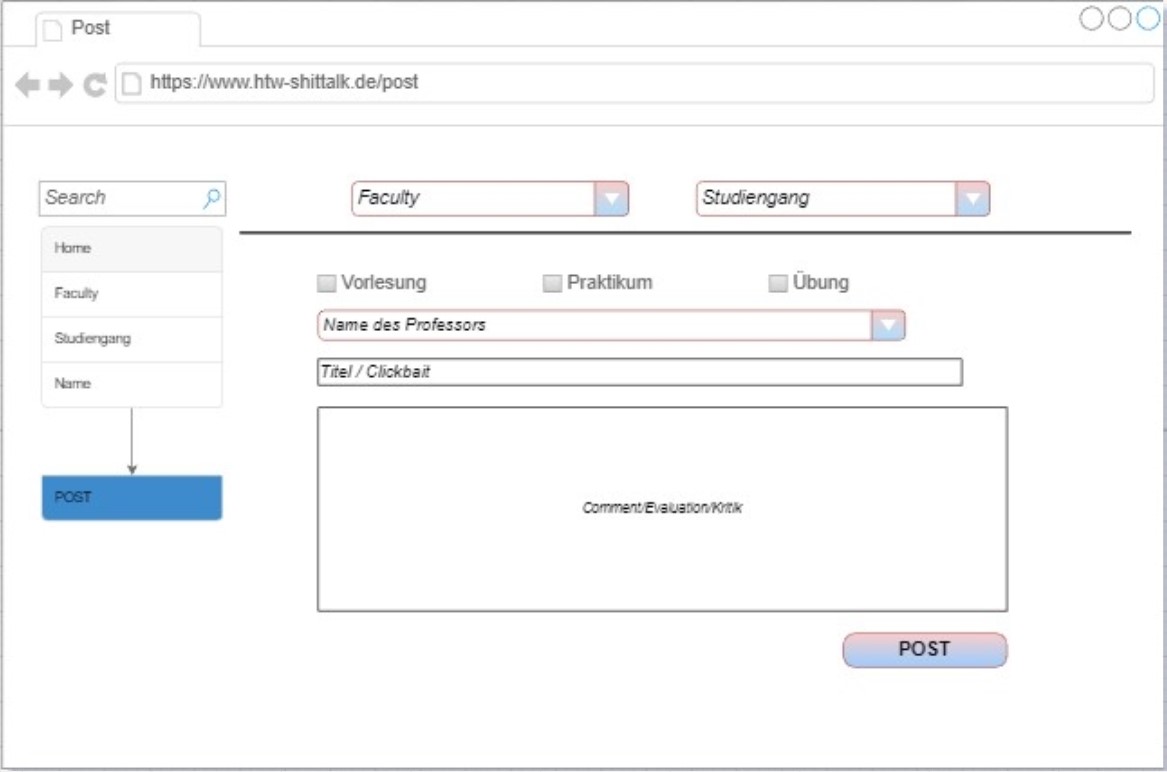 Post
https://www.htw-shittalk.de/post
Search
Faculty
Studiengang
Home
Faculty
Studiengang
Name
POST
Vorlesung
Praktikum
Übung
Name des Professors
Titel / Clickbait
Comment/Evaluation/Kritik
POST